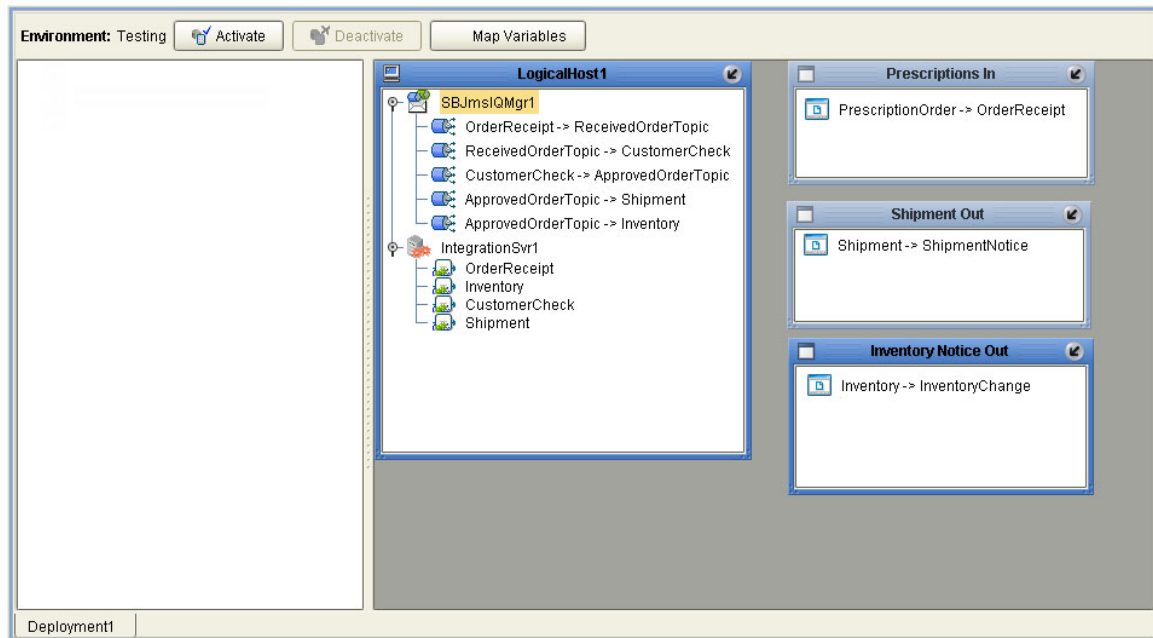 Environment: Testing Activate Deactivate Map Variables
LogicalHost1
SBJmsIQMgr1
OrderReceipt -> ReceivedOrderTopic
ReceivedOrderTopic -> CustomerCheck
CustomerCheck -> ApprovedOrderTopic
ApprovedOrderTopic -> Shipment
ApprovedOrderTopic -> Inventory
IntegrationSvr1
OrderReceipt
Inventory
CustomerCheck
Shipment
Prescriptions In
PrescriptionOrder -> OrderReceipt
Shipment Out
Shipment -> ShipmentNotice
Inventory Notice Out
Inventory -> InventoryChange
Deployment1